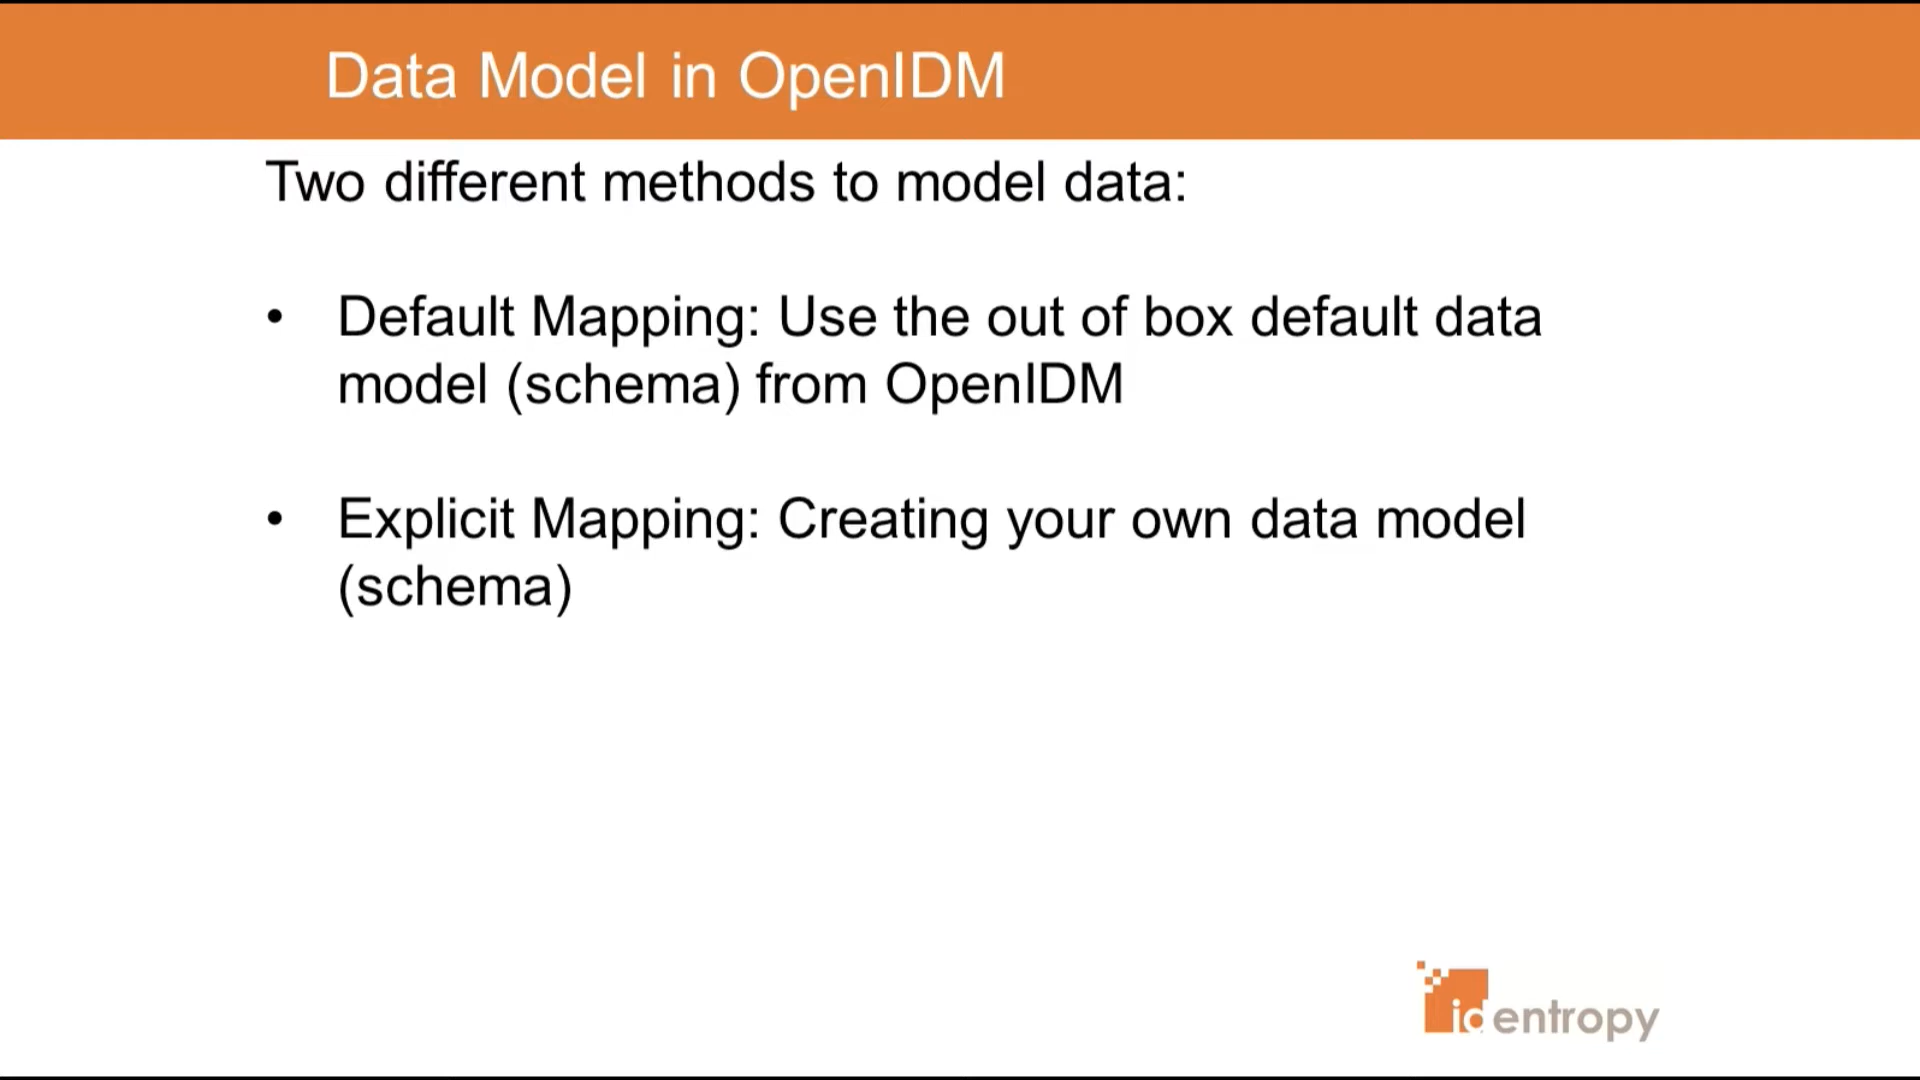 Data Model in OpenIDM
Two different methods to model data:
• Default Mapping: Use the out of box default data
model (schema) from OpenIDM
• Explicit Mapping: Creating your own data model
(schema)
identropy